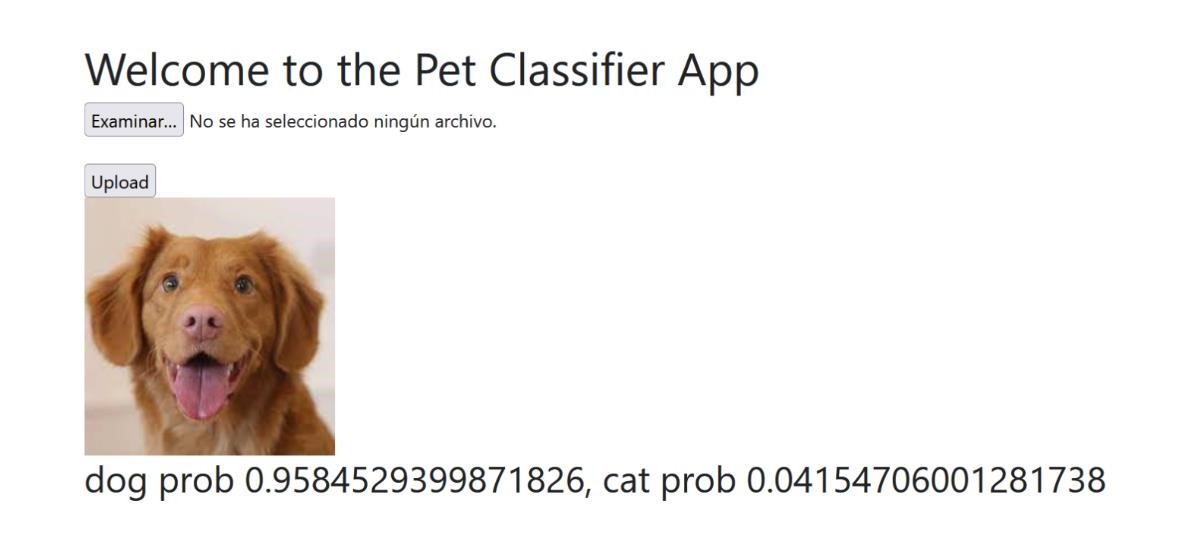 Welcome to the Pet Classifier App
Examinar... No se ha seleccionado ningún archivo.
Upload
dog prob 0.9584529399871826, cat prob 0.04154706001281738